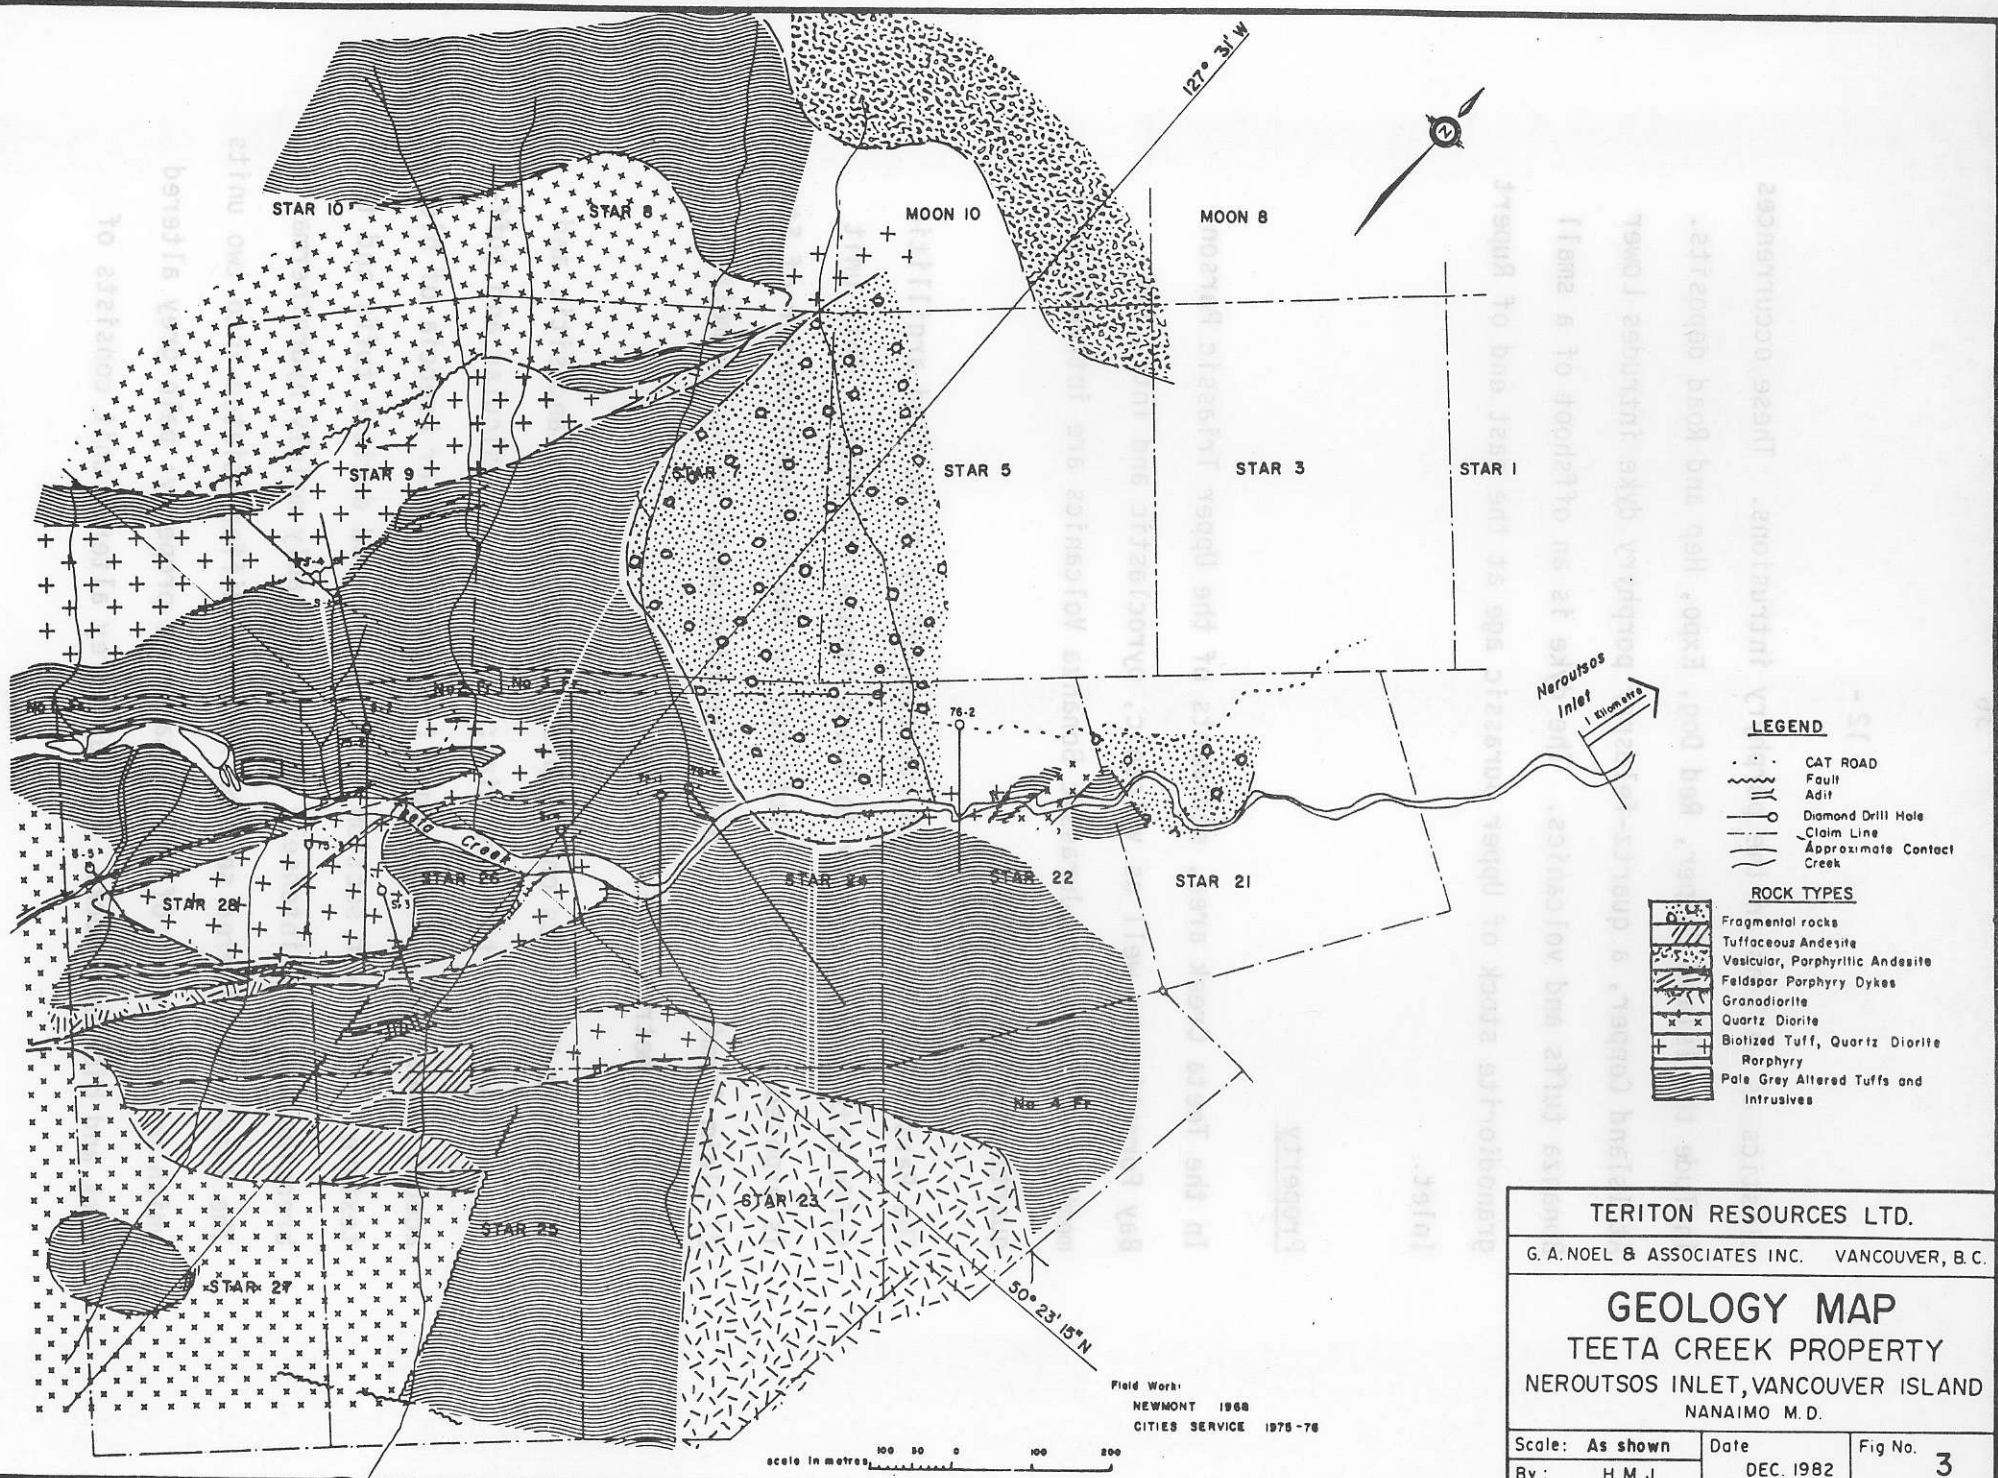 127° 31' W
N
STAR 10
STAR 8
MOON 10
MOON 8
STAR 9
STAR 7
STAR 5
STAR 3
STAR 1
No 2 Fr
No 3 Fr
76-2
Neroutsos
Inlet
1 Kilometre
Creek
S-5
S-3
STAR 28
STAR 26
STAR 24
STAR 22
STAR 21
No 4 Fr
STAR 23
STAR 25
STAR 27
50° 23' 15" N
LEGEND
CAT ROAD
Fault
Adit
Diamond Drill Hole
Claim Line
Approximate Contact
Creek
ROCK TYPES
Fragmental rocks
Tuffaceous Andesite
Vesicular, Porphyritic Andesite
Feldspar Porphyry Dykes
Granodiorite
Quartz Diorite
Biotized Tuff, Quartz Diorite
Rorphyry
Pale Grey Altered Tuffs and
Intrusives
Field Work:
NEWMONT 1968
CITIES SERVICE 1975-76
100 50 0 100 200
scale in metres
TERITON RESOURCES LTD.
G. A. NOEL & ASSOCIATES INC. VANCOUVER, B.C.
GEOLOGY MAP
TEETA CREEK PROPERTY
NEROUTSOS INLET, VANCOUVER ISLAND
NANAIMO M. D.
Scale: As shown
By: H M J
Date
DEC. 1982
Fig No. 3